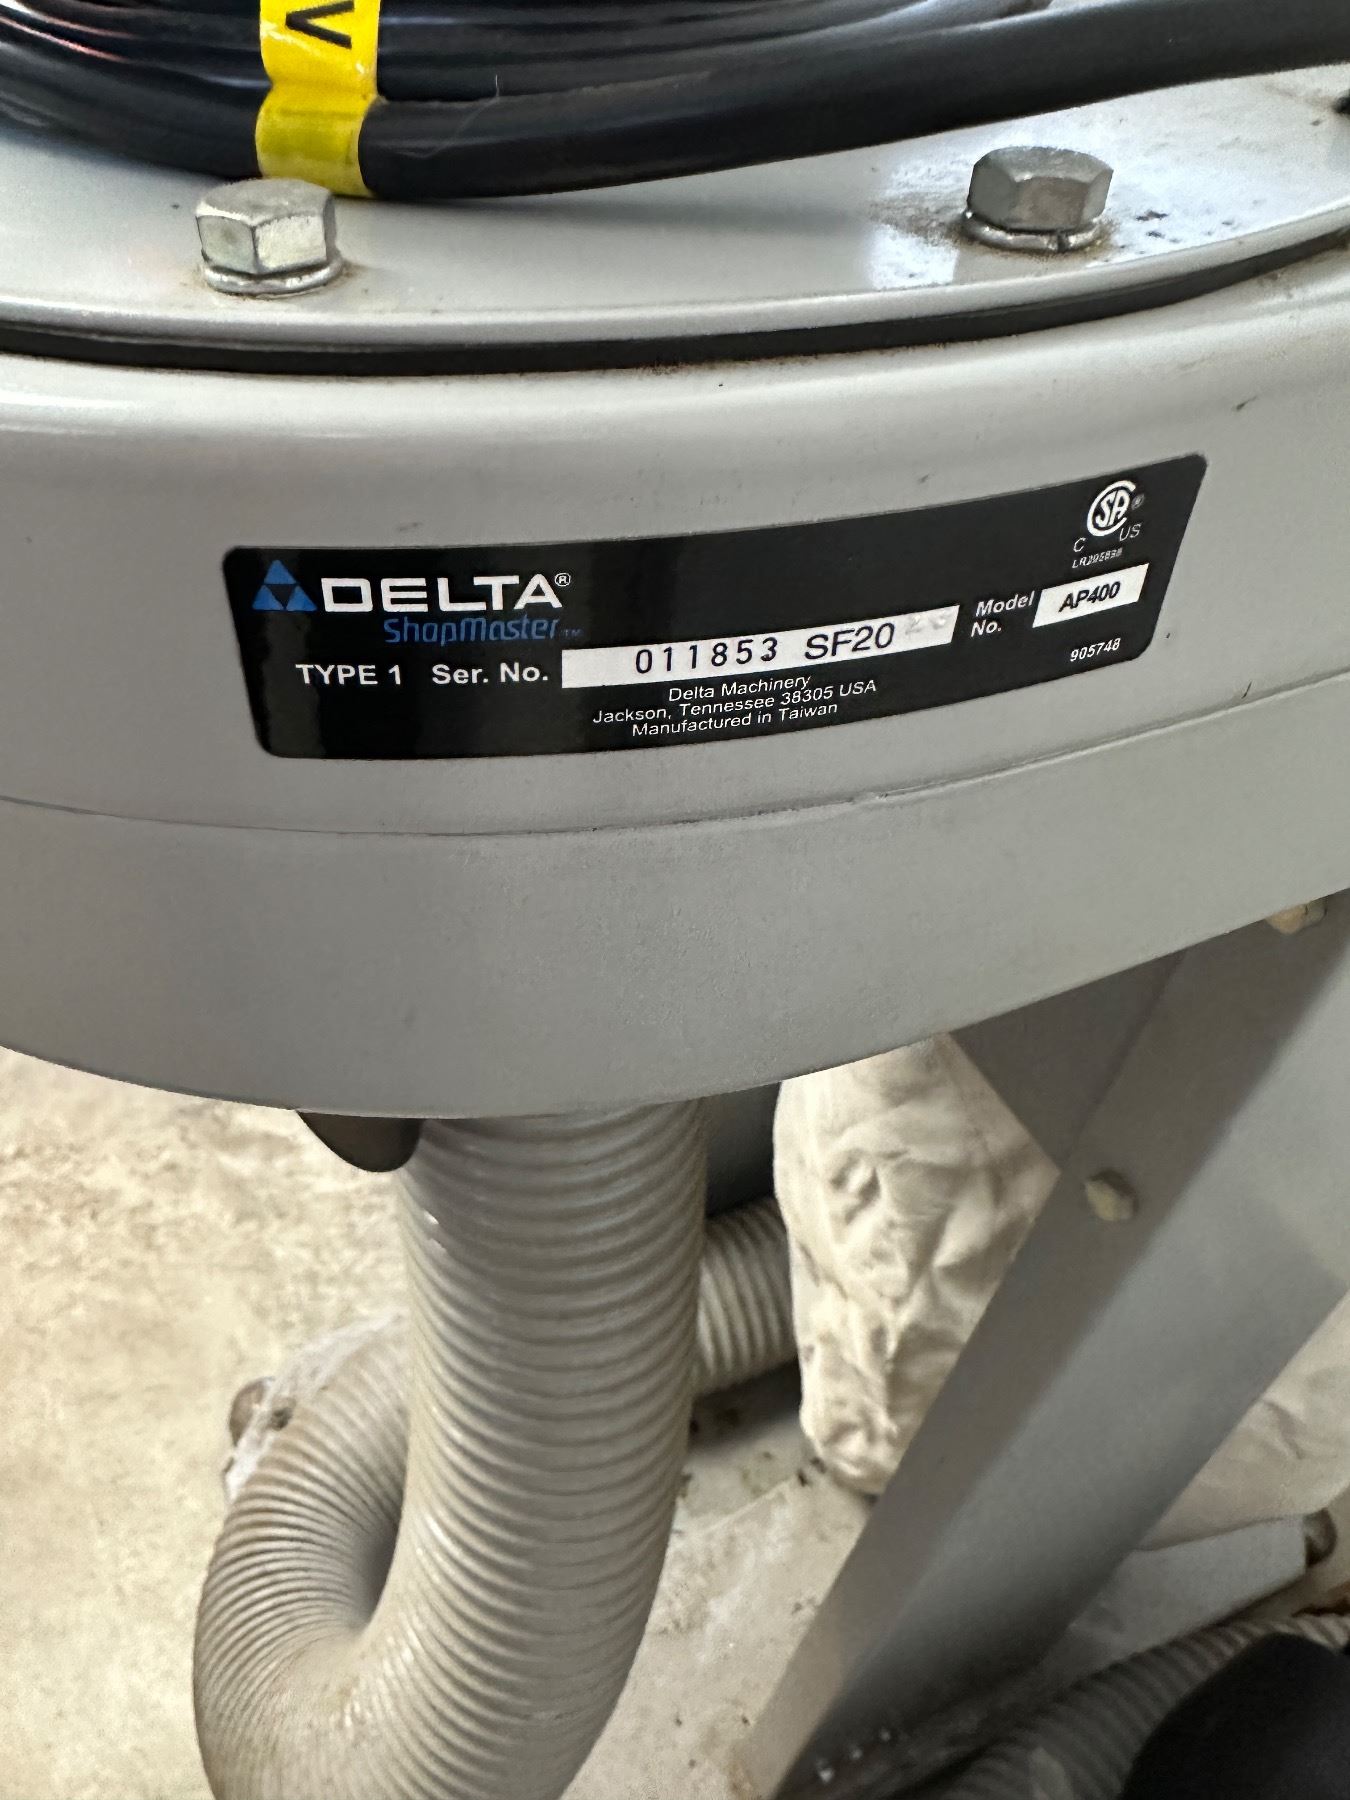 V
DELTA®
ShopMaster™
TYPE 1 Ser. No. 011853 SF20
Model No. AP400
Delta Machinery
Jackson, Tennessee 38305 USA
Manufactured in Taiwan
SA ®
C US
905748